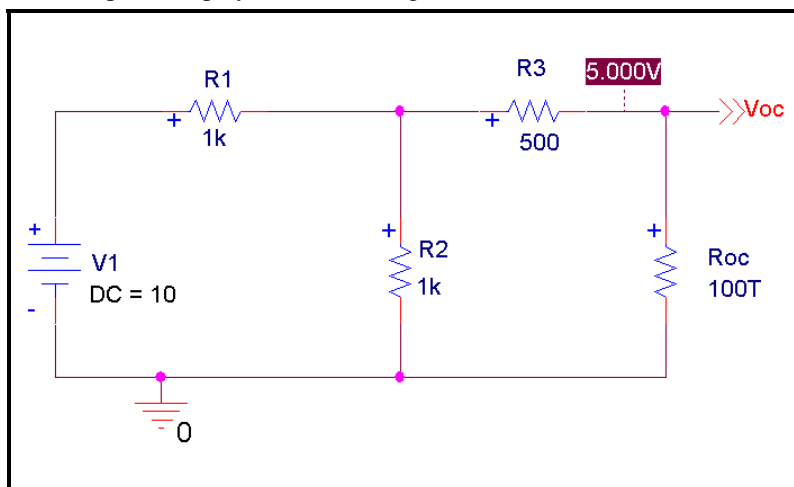 R1
1k
R3
500
5.000V
Voc
+
+
+
V1
DC = 10
-
+
R2
1k
+
Roc
100T
0